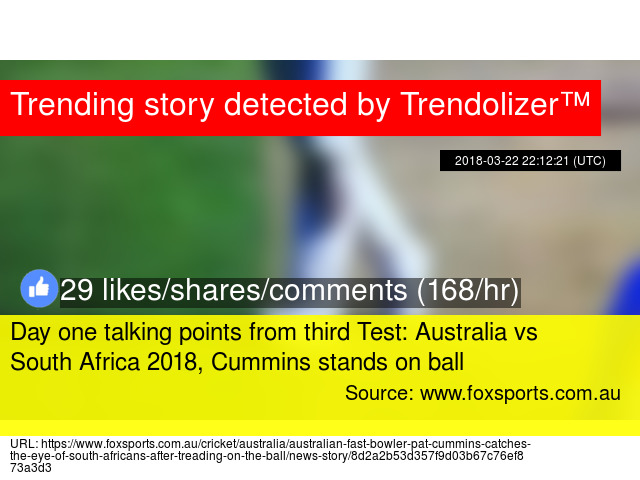 Trending story detected by Trendolizer™
2018-03-22 22:12:21 (UTC)
29 likes/shares/comments (168/hr)
Day one talking points from third Test: Australia vs
South Africa 2018, Cummins stands on ball
Source: www.foxsports.com.au
URL: https://www.foxsports.com.au/cricket/australia/australian-fast-bowler-pat-cummins-catches-
the-eye-of-south-africans-after-treading-on-the-ball/news-story/8d2a2b53d357f9d03b67c76ef8
73a3d3